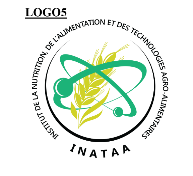 LOGO5
INSTITUT DE LA NUTRITION, DE L'ALIMENTATION ET DES TECHNOLOGIES AGRO-ALIMENTAIRES
INATAA